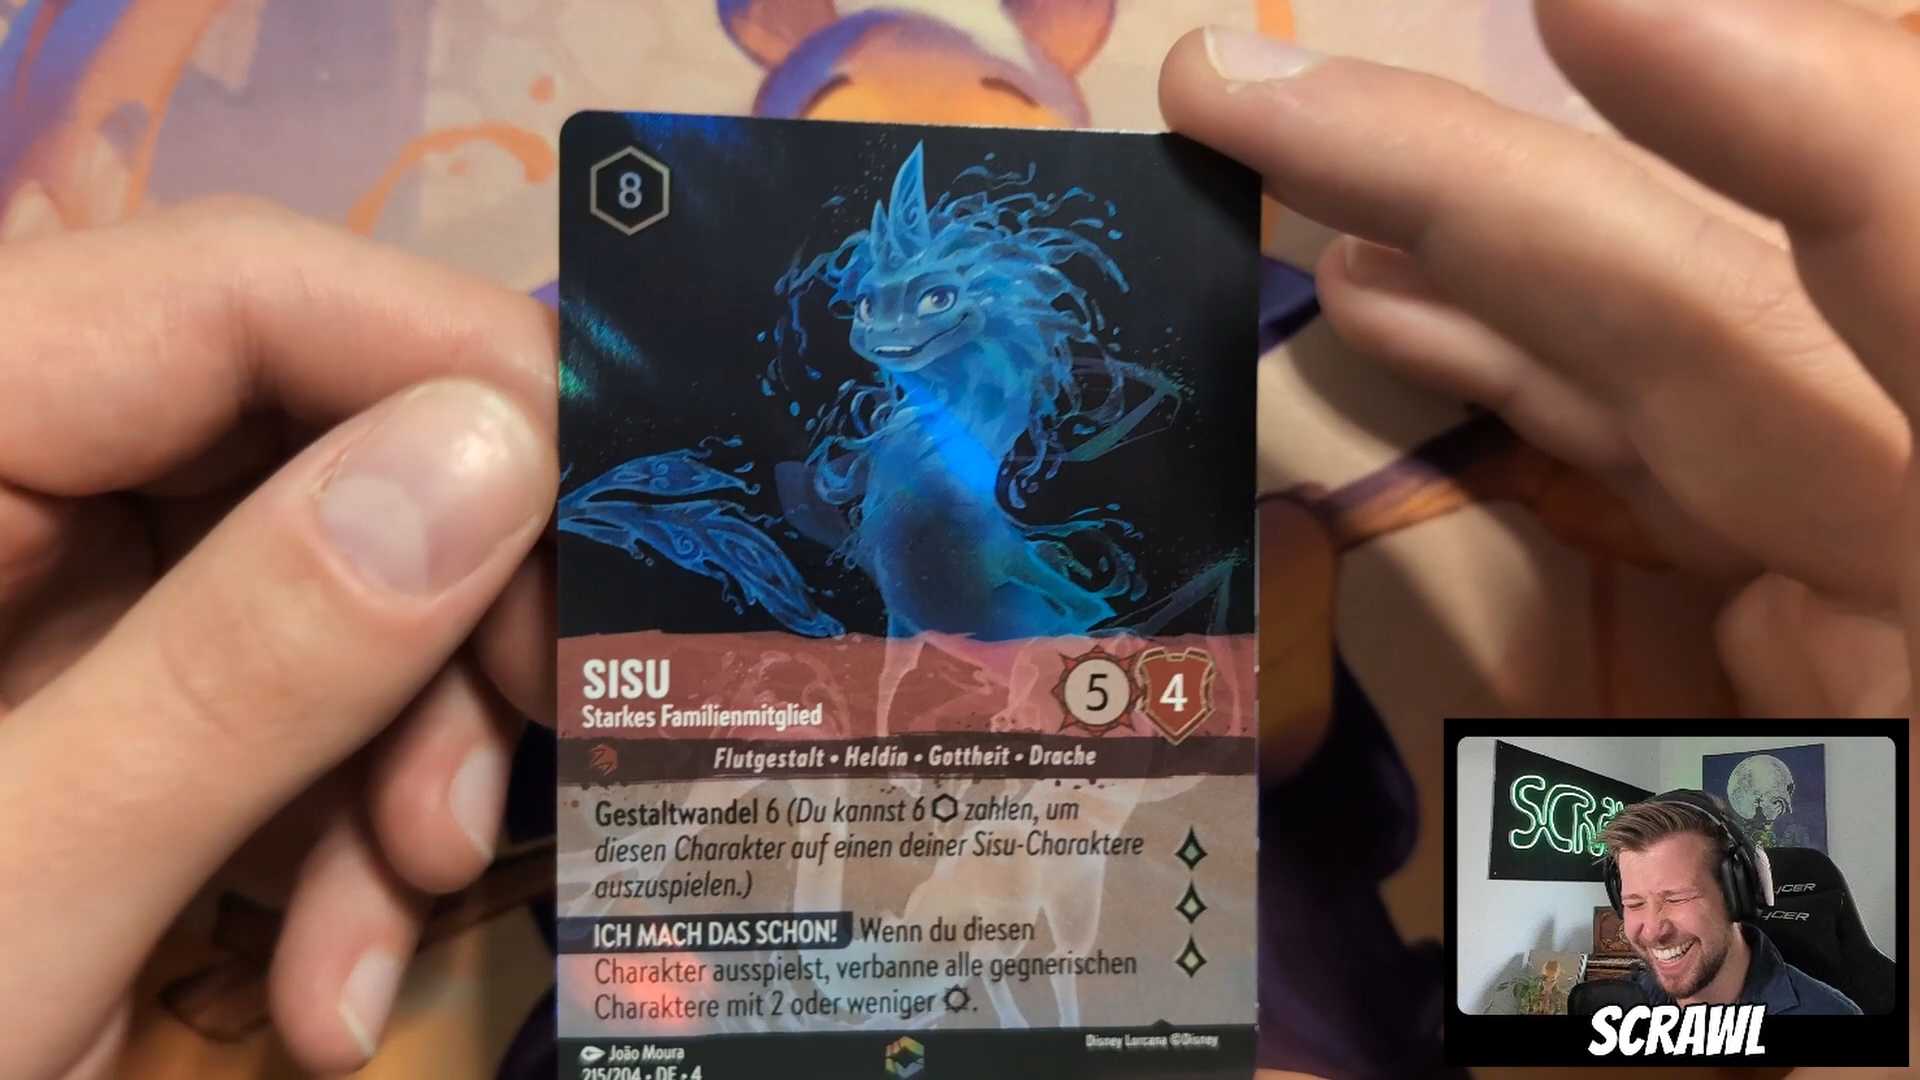 8
SISU
Starkes Familienmitglied
5
4
Flutgestalt • Heldin • Gottheit • Drache
Gestaltwandel 6 (Du kannst 6 ⬡ zahlen, um
diesen Charakter auf einen deiner Sisu-Charaktere
auszuspielen.)
ICH MACH DAS SCHON! Wenn du diesen
Charakter ausspielst, verbanne alle gegnerischen
Charaktere mit 2 oder weniger ¤.
João Moura
Disney Lorcana ©Disney
215/204 • DE • 4
SCRAWL